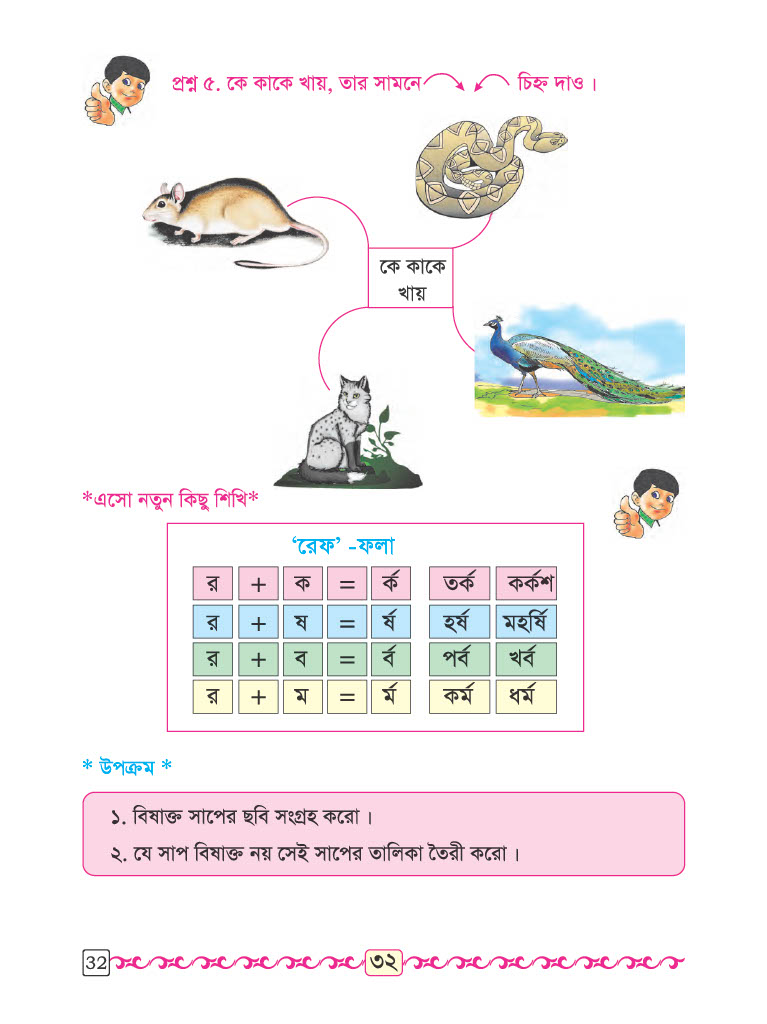 প্রশ্ন ৫. কে কাকে খায়, তার সামনে চিহ্ন দাও ।
কে কাকে
খায়
*এসো নতুন কিছু শিখি*
‘রেফ’ -ফলা
র + ক = র্ক তর্ক কর্কশ
র + ষ = র্ষ হর্ষ মহর্ষি
র + ব = র্ব পর্ব খর্ব
র + ম = র্ম কর্ম ধর্ম
* উপক্রম *
১. বিষাক্ত সাপের ছবি সংগ্রহ করো ।
২. যে সাপ বিষাক্ত নয় সেই সাপের তালিকা তৈরী করো ।
32 ৩২